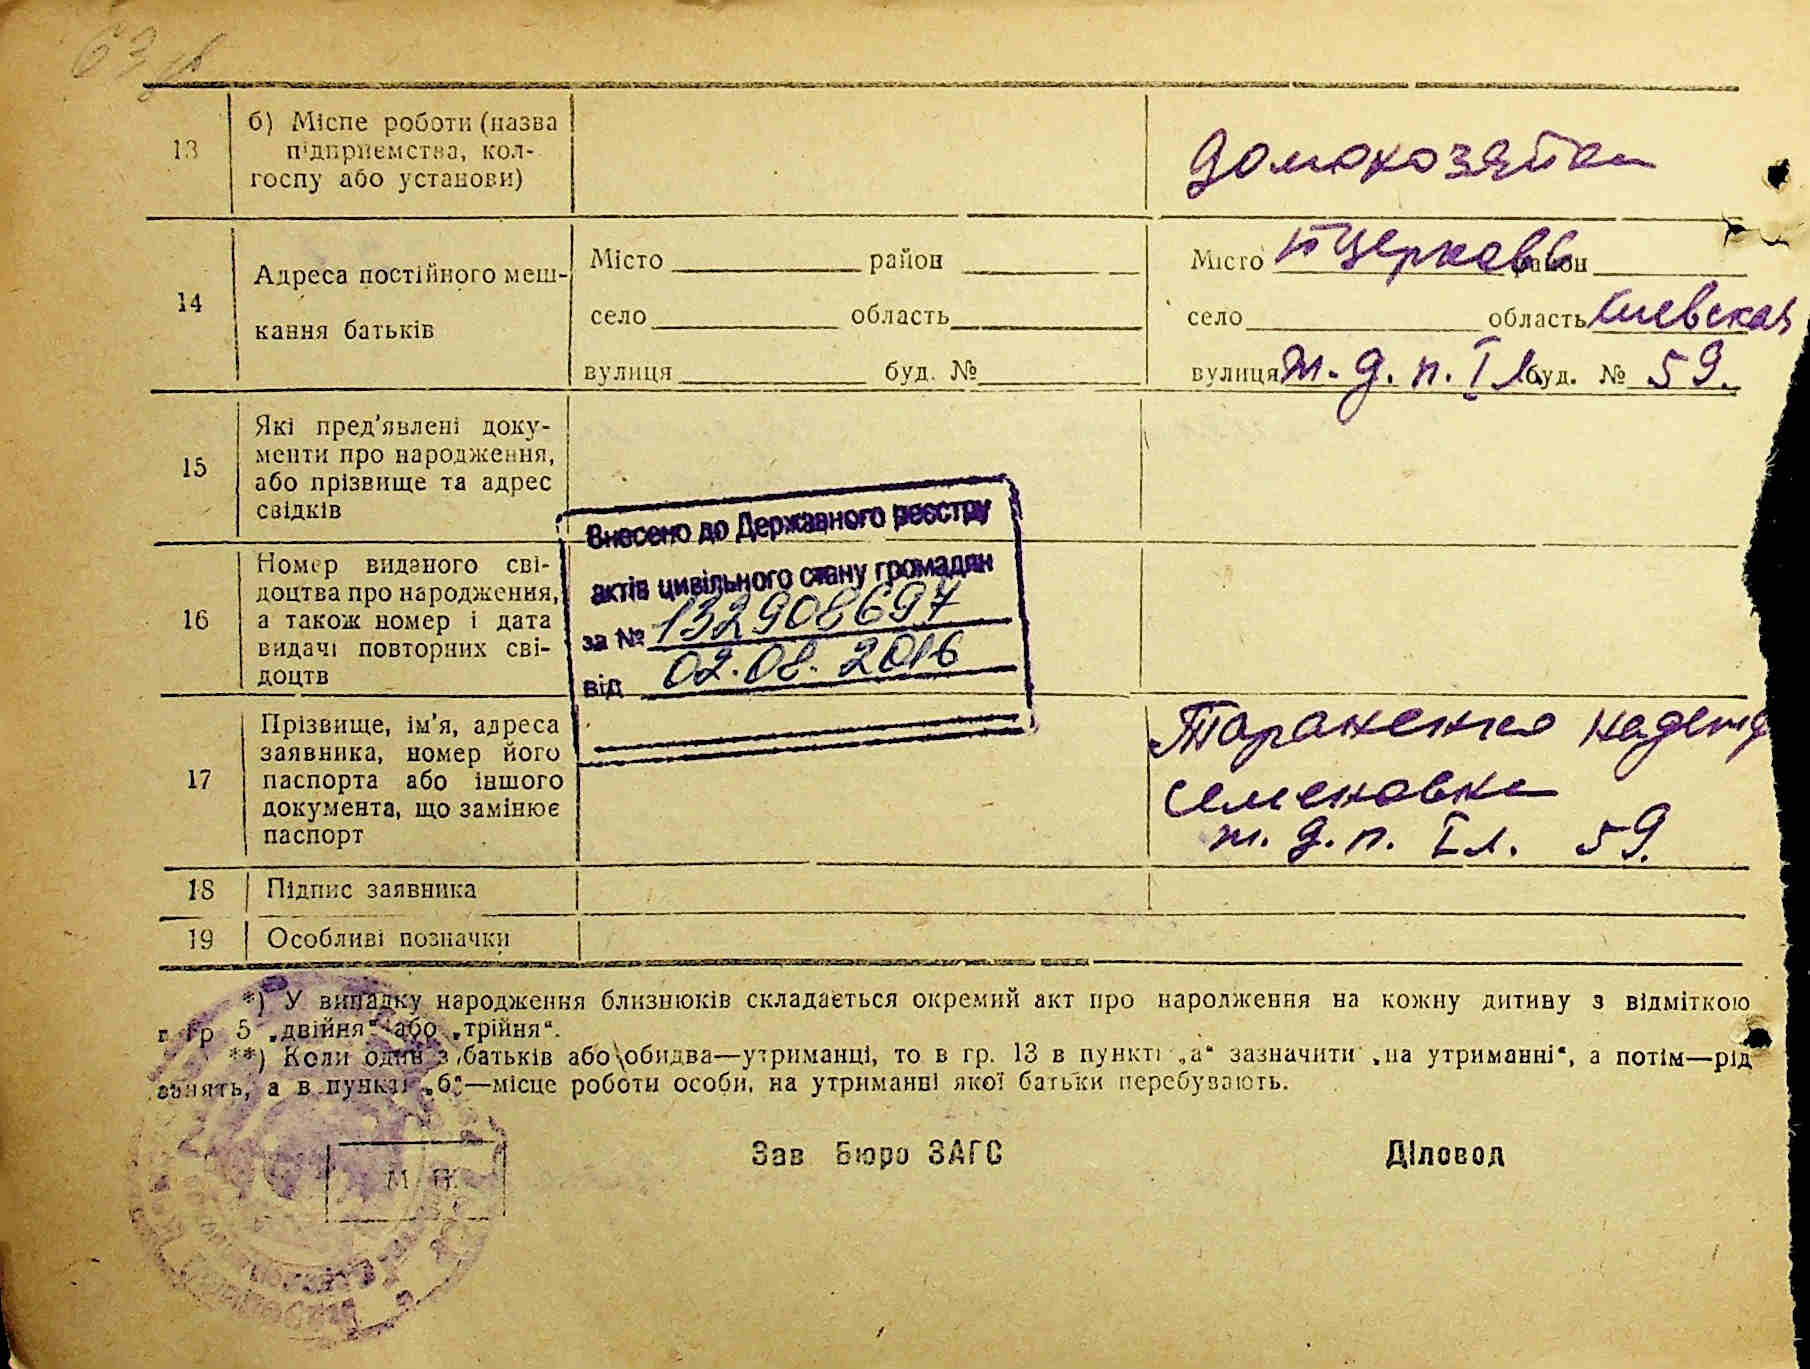 13
б) Місце роботи (назва
підприємства, кол-
госпу або установи)
домохозяйка
14
Адреса постійного меш-
кання батьків
Місто район
село область
вулиця буд. №
Місто Бцерковь район
село область Киевская
вулиця ж. д. п. I л. буд. № 59.
15
Які пред'явлені доку-
менти про народження,
або прізвище та адрес
свідків
16
Номер виданого сві-
доцтва про народження,
а також номер і дата
видачі повторних сві-
доцтв
Внесено до Державного реєстру
актів цивільного стану громадян
за № 132908697
від 02.08.2016
17
Прізвище, ім'я, адреса
заявника, номер його
паспорта або іншого
документа, що замінює
паспорт
Тараненко Надежд
Семеновна
ж. д. п. I л. 59.
18
Підпис заявника
19
Особливі позначки
*) У випадку народження близнюків складається окремий акт про народження на кожну дитину з відміткою
в гр 5 „двійня“ або „трійня“.
**) Коли один з батьків або обидва—утриманці, то в гр. 13 в пункті „а“ зазначити „на утриманні“, а потім—рід
занять, а в пункті „б“—місце роботи особи, на утриманні якої батьки перебувають.
М. П.
Зав Бюро ЗАГС
Діловод